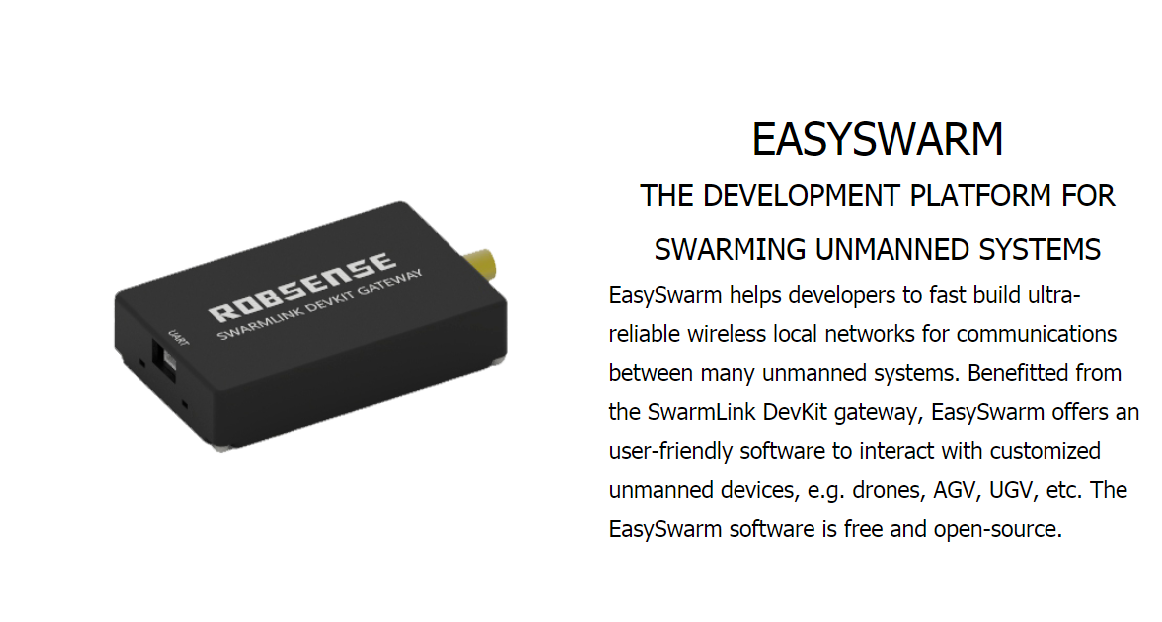 ROBSENSE
SWARMLINK DEVKIT GATEWAY
UART
EASYSWARM
THE DEVELOPMENT PLATFORM FOR
SWARMING UNMANNED SYSTEMS
EasySwarm helps developers to fast build ultra-
reliable wireless local networks for communications
between many unmanned systems. Benefitted from
the SwarmLink DevKit gateway, EasySwarm offers an
user-friendly software to interact with customized
unmanned devices, e.g. drones, AGV, UGV, etc. The
EasySwarm software is free and open-source.